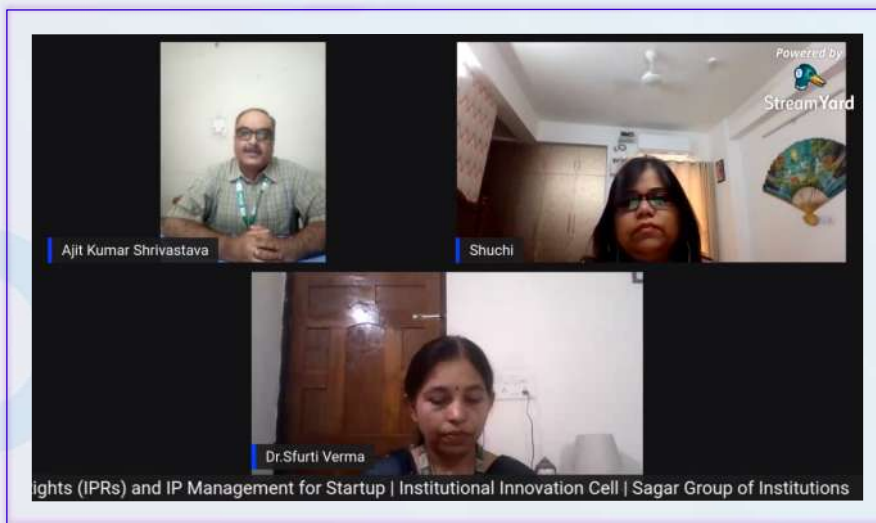 Powered by
StreamYard
Ajit Kumar Shrivastava
Shuchi
Dr.Sfurti Verma
ights (IPRs) and IP Management for Startup | Institutional Innovation Cell | Sagar Group of Institutions